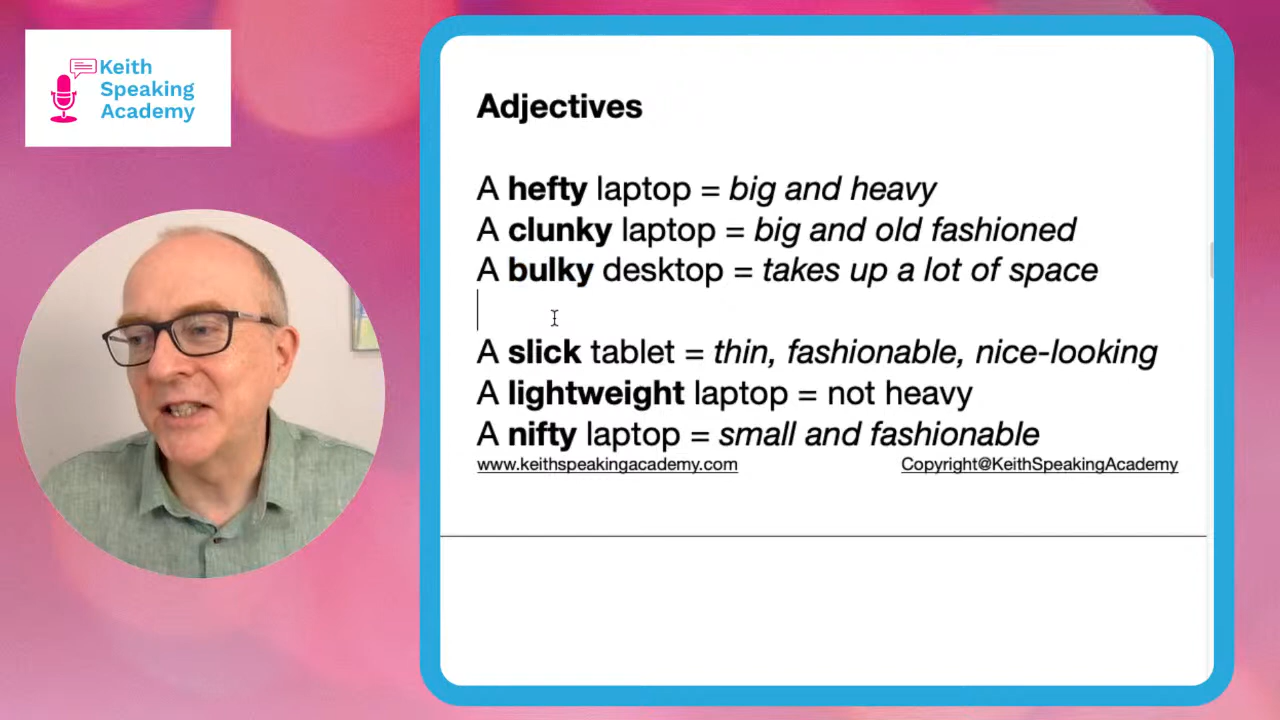 Keith
Speaking
Academy
Adjectives
A hefty laptop = big and heavy
A clunky laptop = big and old fashioned
A bulky desktop = takes up a lot of space
A slick tablet = thin, fashionable, nice-looking
A lightweight laptop = not heavy
A nifty laptop = small and fashionable
www.keithspeakingacademy.com Copyright@KeithSpeakingAcademy